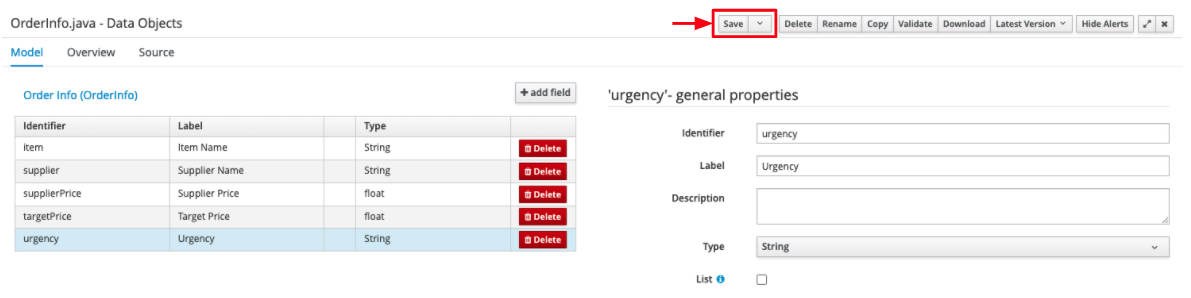 OrderInfo.java - Data Objects
Save Delete Rename Copy Validate Download Latest Version Hide Alerts
Model Overview Source
Order Info (OrderInfo)
+ add field
Identifier Label Type
item Item Name String Delete
supplier Supplier Name String Delete
supplierPrice Supplier Price float Delete
targetPrice Target Price float Delete
urgency Urgency String Delete
'urgency'- general properties
Identifier urgency
Label Urgency
Description
Type String
List